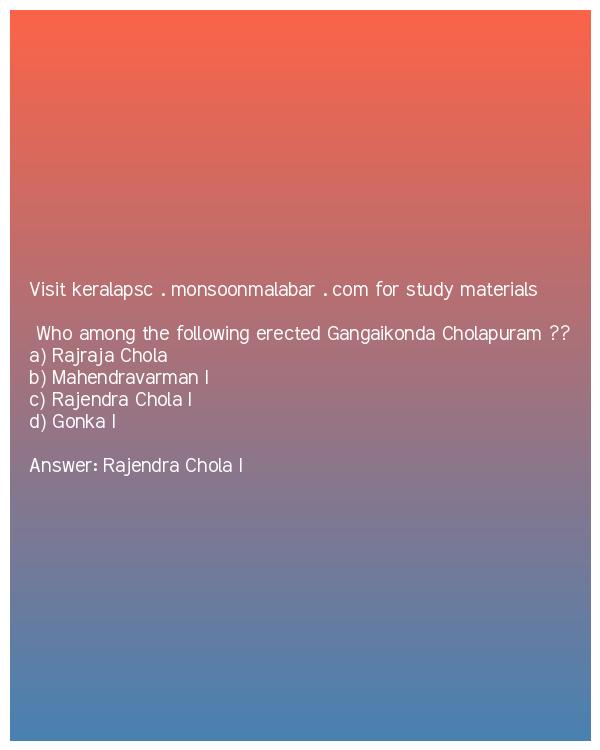 Visit keralapsc . monsoonmalabar . com for study materials
Who among the following erected Gangaikonda Cholapuram ??
a) Rajraja Chola
b) Mahendravarman I
c) Rajendra Chola I
d) Gonka I
Answer: Rajendra Chola I